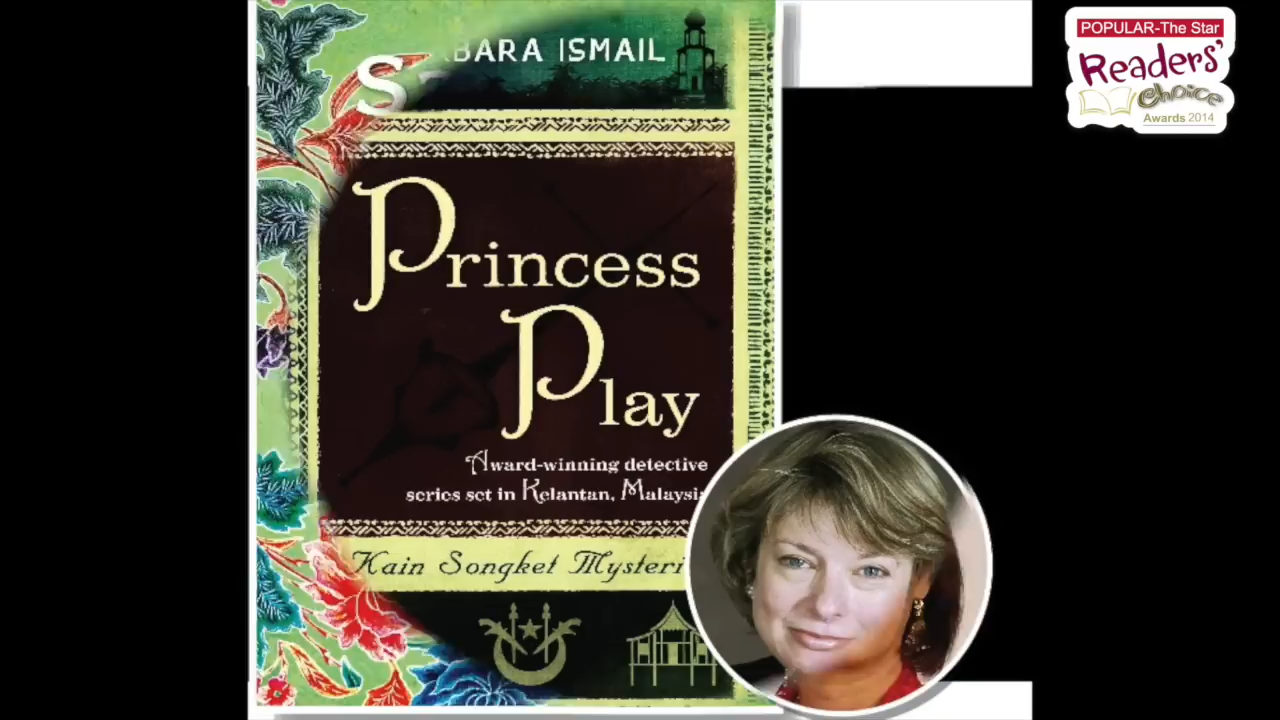 BARA ISMAIL
S
Princess
Play
Award-winning detective
series set in Kelantan, Malaysia
Kain Songket Mysteri
POPULAR-The Star
Readers'
Choice
Awards 2014